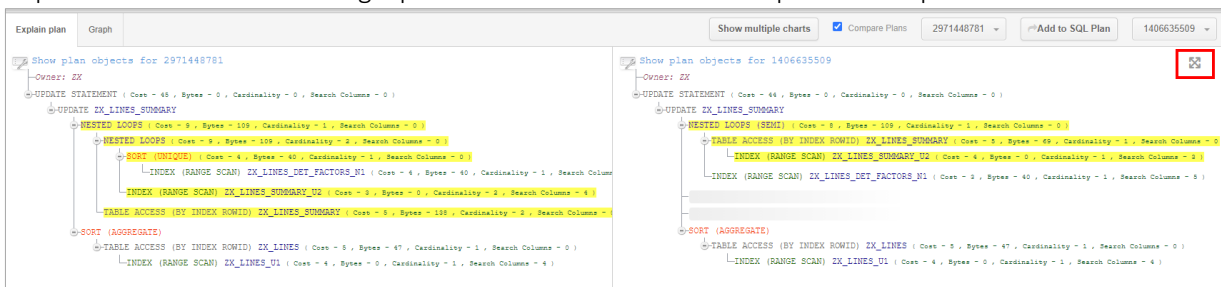 Explain plan Graph Show multiple charts Compare Plans 2971448781 Add to SQL Plan 1406635509
Show plan objects for 2971448781
Owner: ZX
UPDATE STATEMENT ( Cost - 45 , Bytes - 0 , Cardinality - 0 , Search Columns - 0 )
UPDATE ZX_LINES_SUMMARY
NESTED LOOPS ( Cost - 9 , Bytes - 109 , Cardinality - 1 , Search Columns - 0 )
NESTED LOOPS ( Cost - 9 , Bytes - 109 , Cardinality - 2 , Search Columns - 0 )
SORT (UNIQUE) ( Cost - 4 , Bytes - 40 , Cardinality - 1 , Search Columns - 0 )
INDEX (RANGE SCAN) ZX_LINES_DET_FACTORS_N1 ( Cost - 4 , Bytes - 40 , Cardinality - 1 , Search Colum
INDEX (RANGE SCAN) ZX_LINES_SUMMARY_U2 ( Cost - 3 , Bytes - 0 , Cardinality - 2 , Search Columns - 4 )
TABLE ACCESS (BY INDEX ROWID) ZX_LINES_SUMMARY ( Cost - 5 , Bytes - 138 , Cardinality - 2 , Search Columns -
SORT (AGGREGATE)
TABLE ACCESS (BY INDEX ROWID) ZX_LINES ( Cost - 5 , Bytes - 47 , Cardinality - 1 , Search Columns - 0 )
INDEX (RANGE SCAN) ZX_LINES_U1 ( Cost - 4 , Bytes - 0 , Cardinality - 1 , Search Columns - 4 )
Show plan objects for 1406635509
Owner: ZX
UPDATE STATEMENT ( Cost - 44 , Bytes - 0 , Cardinality - 0 , Search Columns - 0 )
UPDATE ZX_LINES_SUMMARY
NESTED LOOPS (SEMI) ( Cost - 8 , Bytes - 109 , Cardinality - 1 , Search Columns - 0 )
TABLE ACCESS (BY INDEX ROWID) ZX_LINES_SUMMARY ( Cost - 5 , Bytes - 69 , Cardinality - 1 , Search Columns - 0
INDEX (RANGE SCAN) ZX_LINES_SUMMARY_U2 ( Cost - 4 , Bytes - 0 , Cardinality - 1 , Search Columns - 3 )
INDEX (RANGE SCAN) ZX_LINES_DET_FACTORS_N1 ( Cost - 3 , Bytes - 40 , Cardinality - 1 , Search Columns - 5 )
SORT (AGGREGATE)
TABLE ACCESS (BY INDEX ROWID) ZX_LINES ( Cost - 5 , Bytes - 47 , Cardinality - 1 , Search Columns - 0 )
INDEX (RANGE SCAN) ZX_LINES_U1 ( Cost - 4 , Bytes - 0 , Cardinality - 1 , Search Columns - 4 )